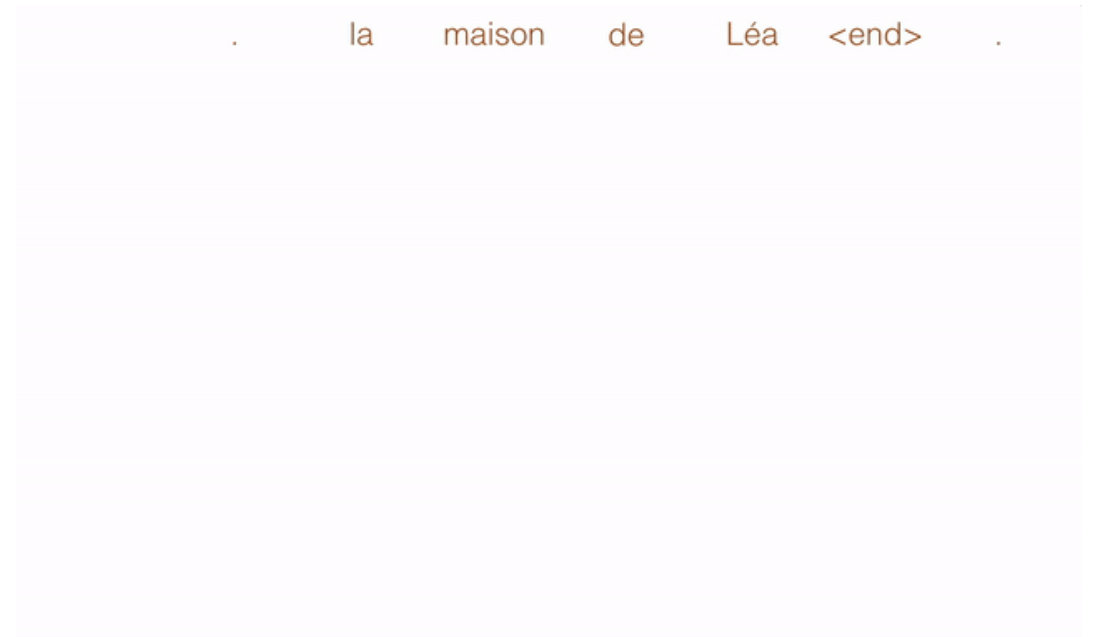 . la maison de Léa <end> .